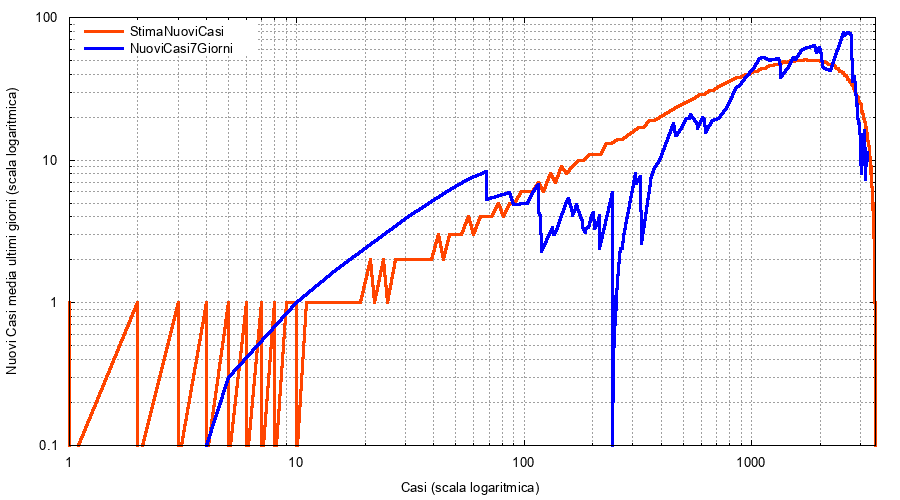 100
StimaNuoviCasi
NuoviCasi7Giorni
10
1
0.1
Nuovi Casi media ultimi giorni (scala logaritmica)
1
10
100
1000
Casi (scala logaritmica)